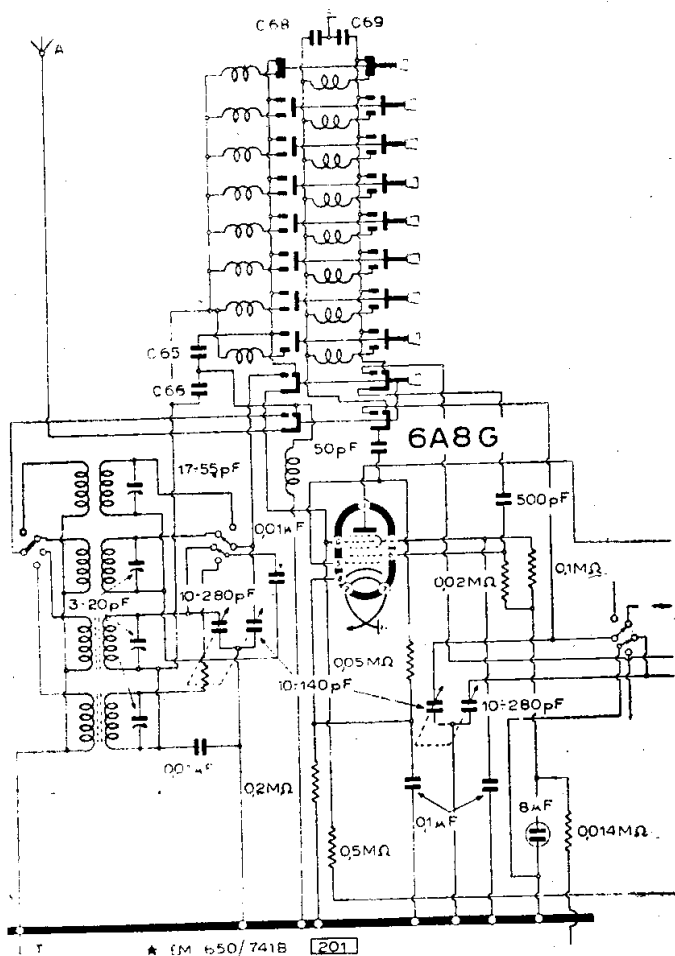 C68
C69
A
C65
C66
6A8G
50pF
17-55pF
500pF
0,01µF
0,1MΩ
0,02MΩ
3-20pF
10-280pF
0,05MΩ
10-140pF
10-280pF
0,01µF
0,2MΩ
0,1µF
8µF
0,014MΩ
0,5MΩ
T
★ EM 650/741B 201